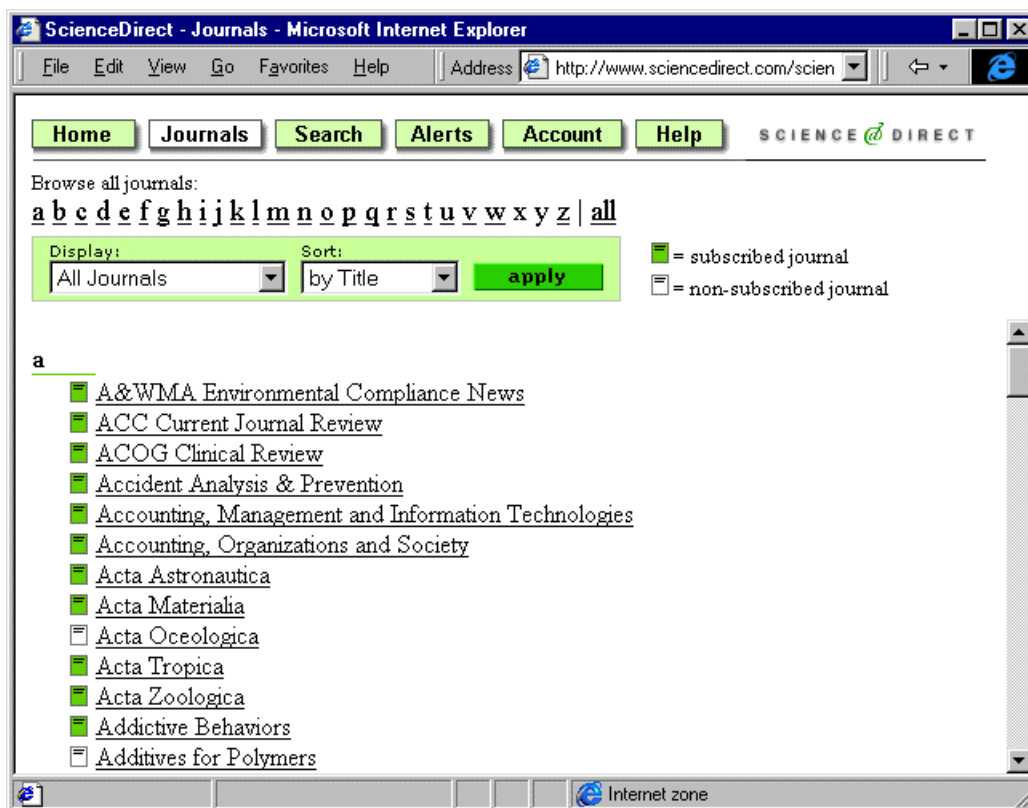 ScienceDirect - Journals - Microsoft Internet Explorer
File Edit View Go Favorites Help Address http://www.sciencedirect.com/scien
Home Journals Search Alerts Account Help SCIENCE @ DIRECT
Browse all journals:
a b c d e f g h i j k l m n o p q r s t u v w x y z | all
Display: Sort:
All Journals by Title apply
= subscribed journal
= non-subscribed journal
a
A&WMA Environmental Compliance News
ACC Current Journal Review
ACOG Clinical Review
Accident Analysis & Prevention
Accounting, Management and Information Technologies
Accounting, Organizations and Society
Acta Astronautica
Acta Materialia
Acta Oceologica
Acta Tropica
Acta Zoologica
Addictive Behaviors
Additives for Polymers
Internet zone